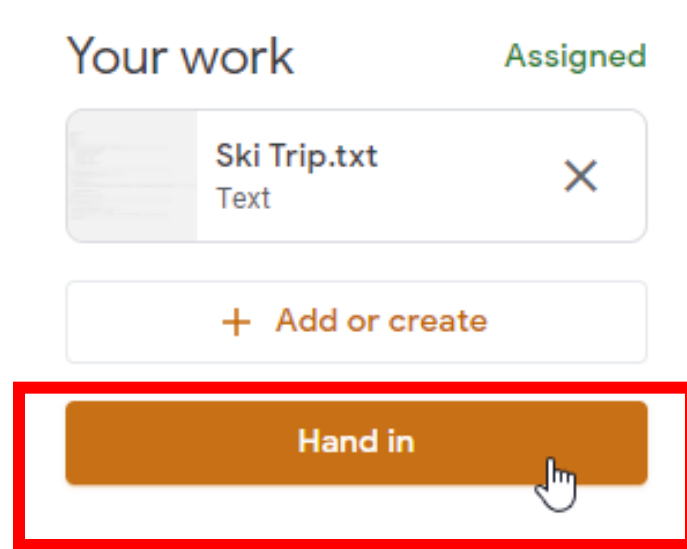 Your work Assigned
Ski Trip.txt
Text
+ Add or create
Hand in